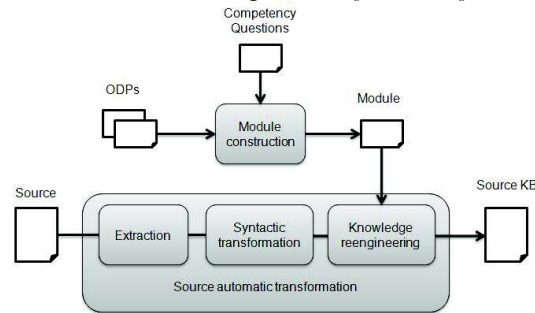 Competency
Questions
ODPs
Module
construction
Module
Source
Source KB
Extraction
Syntactic
transformation
Knowledge
reengineering
Source automatic transformation